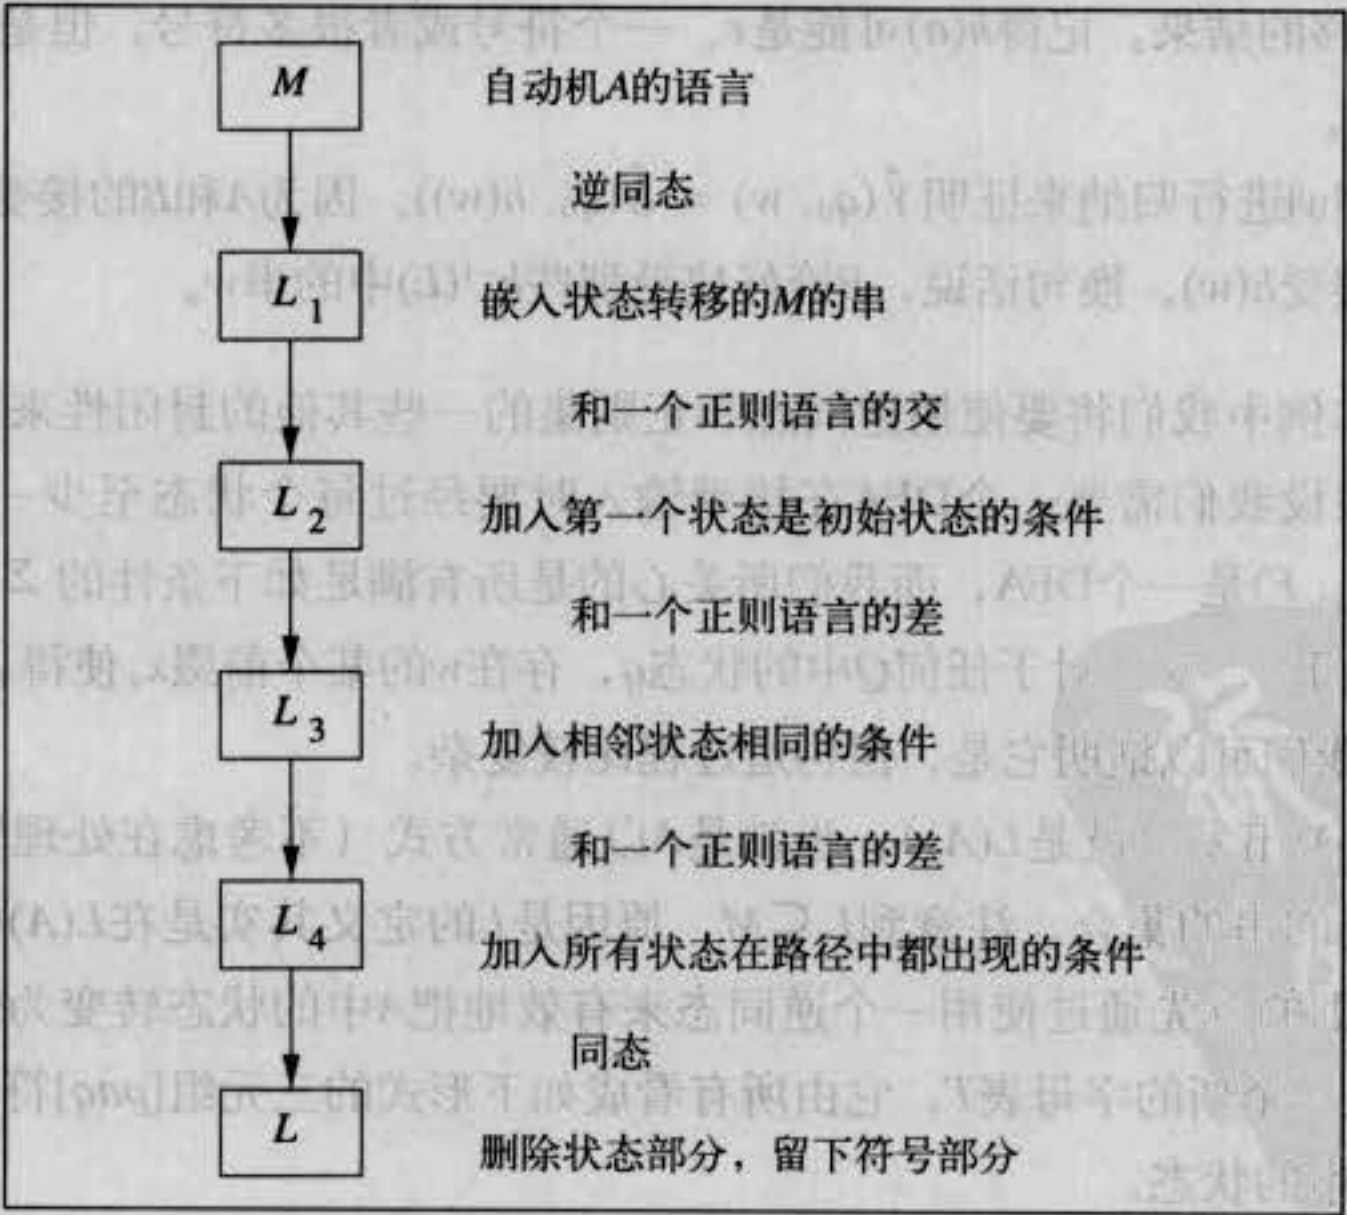 M
自动机A的语言
逆同态
L1
嵌入状态转移的M的串
和一个正则语言的交
L2
加入第一个状态是初始状态的条件
和一个正则语言的差
L3
加入相邻状态相同的条件
和一个正则语言的差
L4
加入所有状态在路径中都出现的条件
同态
L
删除状态部分，留下符号部分